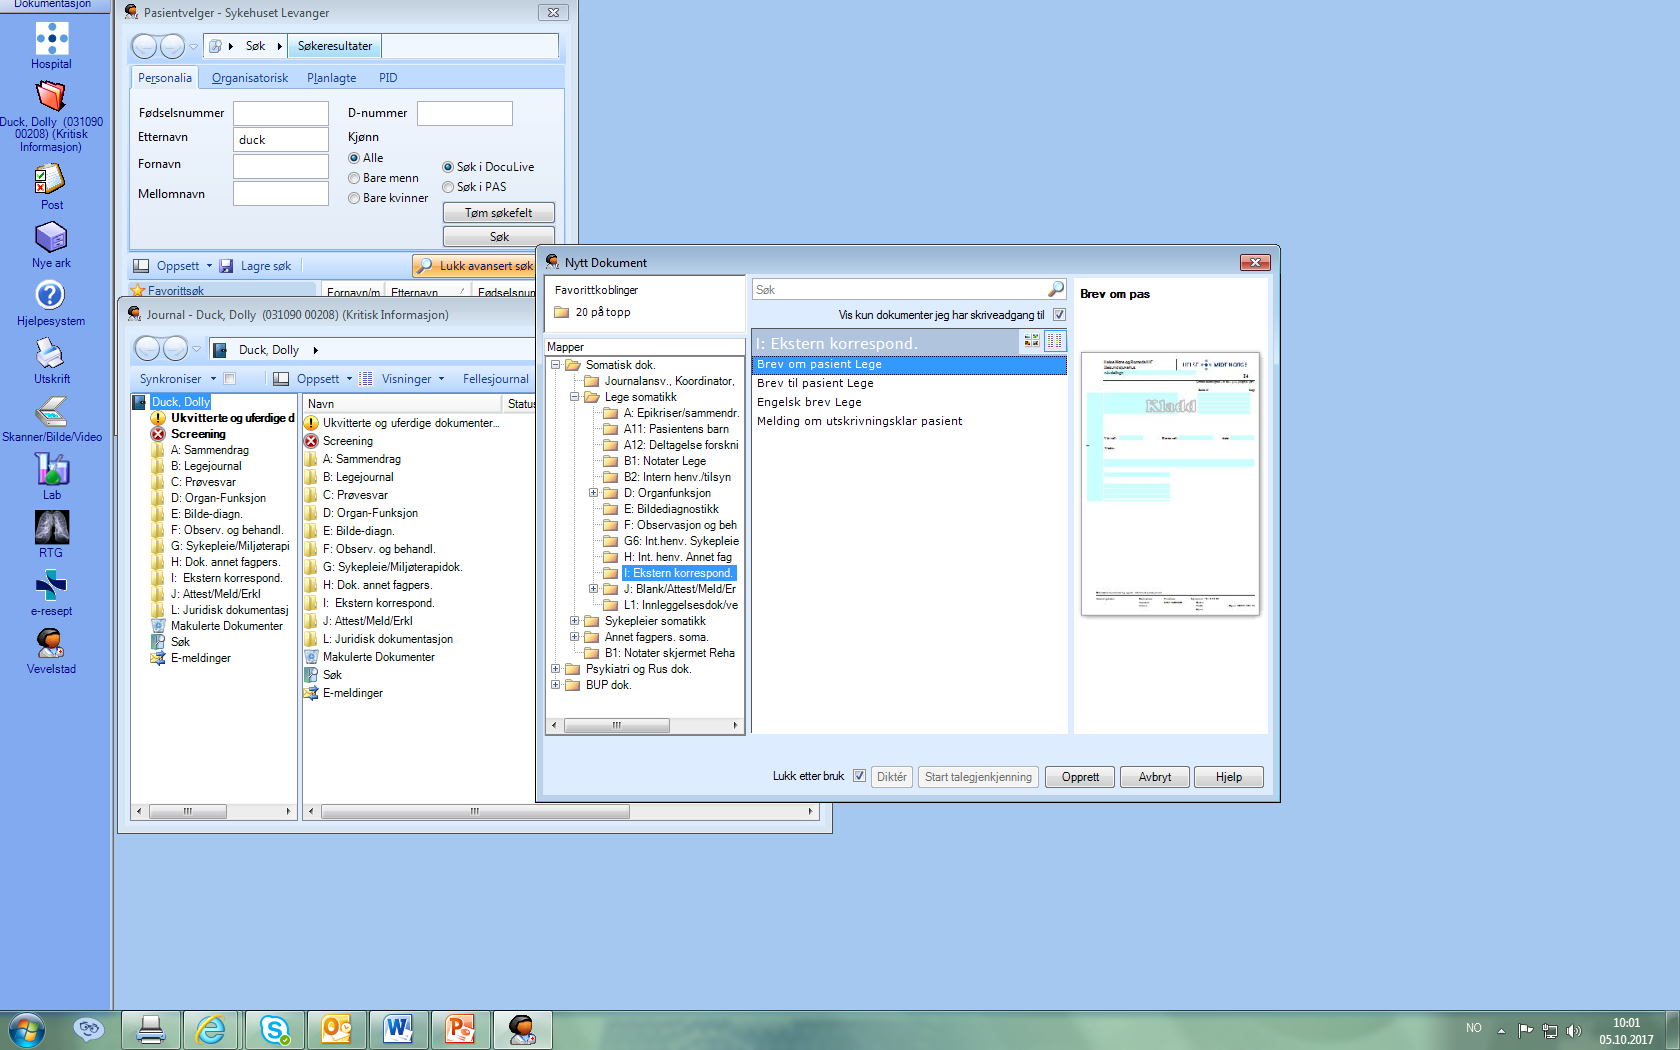 Dokumentasjon
Hospital
Duck, Dolly (031090
00208) (Kritisk
Informasjon)
Post
Nye ark
Hjelpesystem
Utskrift
Skanner/Bilde/Video
Lab
RTG
e-resept
Vevelstad
Pasientvelger - Sykehuset Levanger
Søk
Søkeresultater
Personalia
Organisatorisk
Planlagte
PID
Fødselsnummer
D-nummer
Etternavn
duck
Kjønn
Fornavn
Alle
Søk i DocuLive
Bare menn
Søk i PAS
Mellomnavn
Bare kvinner
Tøm søkefelt
Søk
Oppsett
Lagre søk
Lukk avansert søk
Favorittsøk
Fornavn/m
Etternavn
Fødselsnum
Journal - Duck, Dolly (031090 00208) (Kritisk Informasjon)
Duck, Dolly
Synkroniser
Oppsett
Visninger
Fellesjournal
Duck, Dolly
Ukvitterte og uferdige d
Screening
A: Sammendrag
B: Legejournal
C: Prøvesvar
D: Organ-Funksjon
E: Bilde-diagn.
F: Observ. og behandl.
G: Sykepleie/Miljøterapi
H: Dok. annet fagpers.
I: Ekstern korrespond.
J: Attest/Meld/Erkl
L: Juridisk dokumentasj
Makulerte Dokumenter
Søk
E-meldinger
Navn
Status
Ukvitterte og uferdige dokumenter...
Screening
A: Sammendrag
B: Legejournal
C: Prøvesvar
D: Organ-Funksjon
E: Bilde-diagn.
F: Observ. og behandl.
G: Sykepleie/Miljøterapidok.
H: Dok. annet fagpers.
I: Ekstern korrespond.
J: Attest/Meld/Erkl
L: Juridisk dokumentasjon
Makulerte Dokumenter
Søk
E-meldinger
Nytt Dokument
Favorittkoblinger
20 på topp
Mapper
Somatisk dok.
Journalansv., Koordinator,
Lege somatikk
A: Epikriser/sammendr.
A11: Pasientens barn
A12: Deltagelse forskni
B1: Notater Lege
B2: Intern henv./tilsyn
D: Organfunksjon
E: Bildediagnostikk
F: Observasjon og beh
G6: Int.henv. Sykepleie
H: Int. henv. Annet fag
I: Ekstern korrespond.
J: Blank/Attest/Meld/Er
L1: Innleggelsesdok/ve
Sykepleier somatikk
Annet fagpers. soma.
B1: Notater skjermet Reha
Psykiatri og Rus dok.
BUP dok.
Søk
Vis kun dokumenter jeg har skriveadgang til
I: Ekstern korrespond.
Brev om pasient Lege
Brev til pasient Lege
Engelsk brev Lege
Melding om utskrivningsklar pasient
Brev om pas
HELSE MIDT-NORGE
Kladd
Lukk etter bruk
Diktér
Start talegjenkjenning
Opprett
Avbryt
Hjelp
NO
10:01
05.10.2017